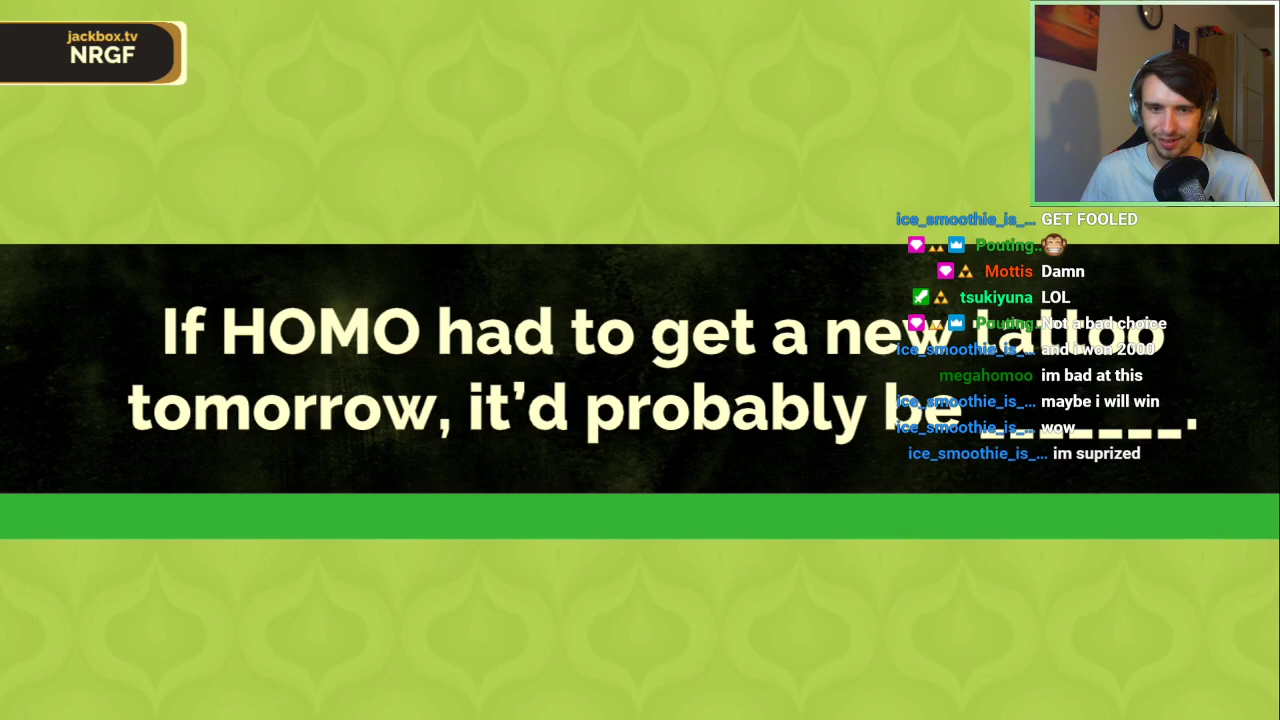 jackbox.tv
NRGF
ice_smoothie_is_... GET FOOLED
Pouting..
Mottis Damn
tsukiyuna LOL
Pouting.. Not a bad choice
ice_smoothie_is_... and i won 2000
megahomoo im bad at this
ice_smoothie_is_... maybe i will win
ice_smoothie_is_... wow
ice_smoothie_is_... im suprized
If HOMO had to get a new tattoo
tomorrow, it’d probably be _______.